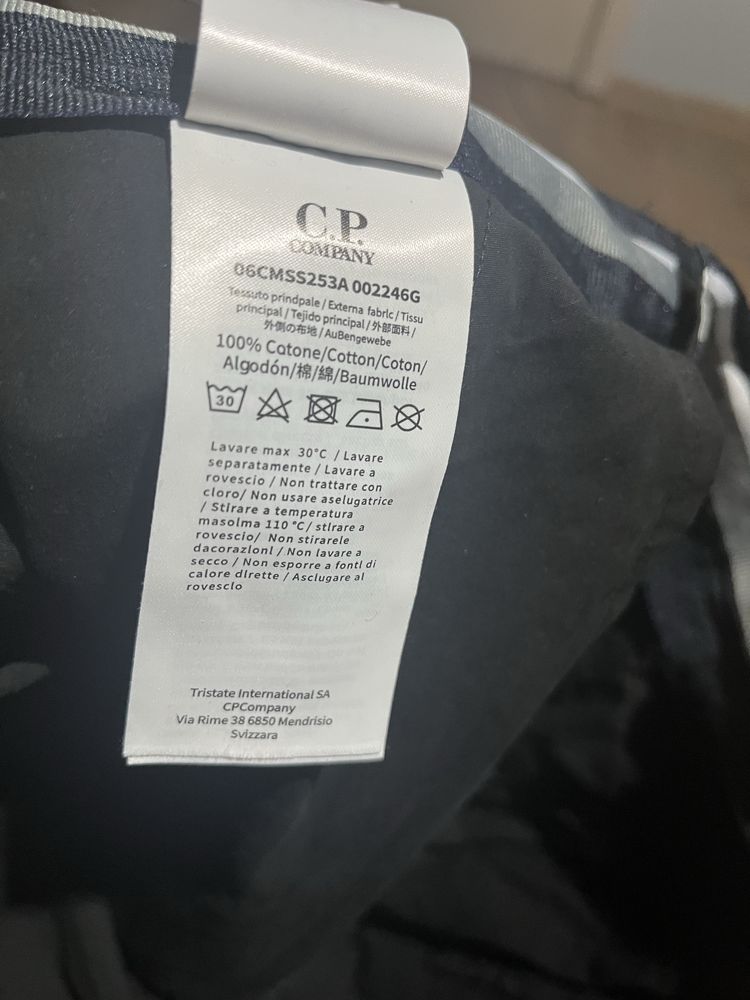 C.P.
COMPANY
06CMSS253A 002246G
Tessuto prindpale / Externa fabrlc / Tissu
principal / Tejido principal / 外部面料 /
外側の布地 / AuBengewebe
100% Catone/Cotton/Coton/
Algodón/棉/綿/Baumwolle
30
Lavare max 30°C / Lavare
separatamente / Lavare a
rovescio / Non trattare con
cloro/ Non usare aselugatrice
/ Stlrare a temperatura
masolma 110 °C/ stlrare a
rovescio/ Non stirarele
dacorazlonl / Non lavare a
secco / Non esporre a fontl di
calore dlrette / Asclugare al
rovesclo
Tristate International SA
CPCompany
Via Rime 38 6850 Mendrisio
Svizzara